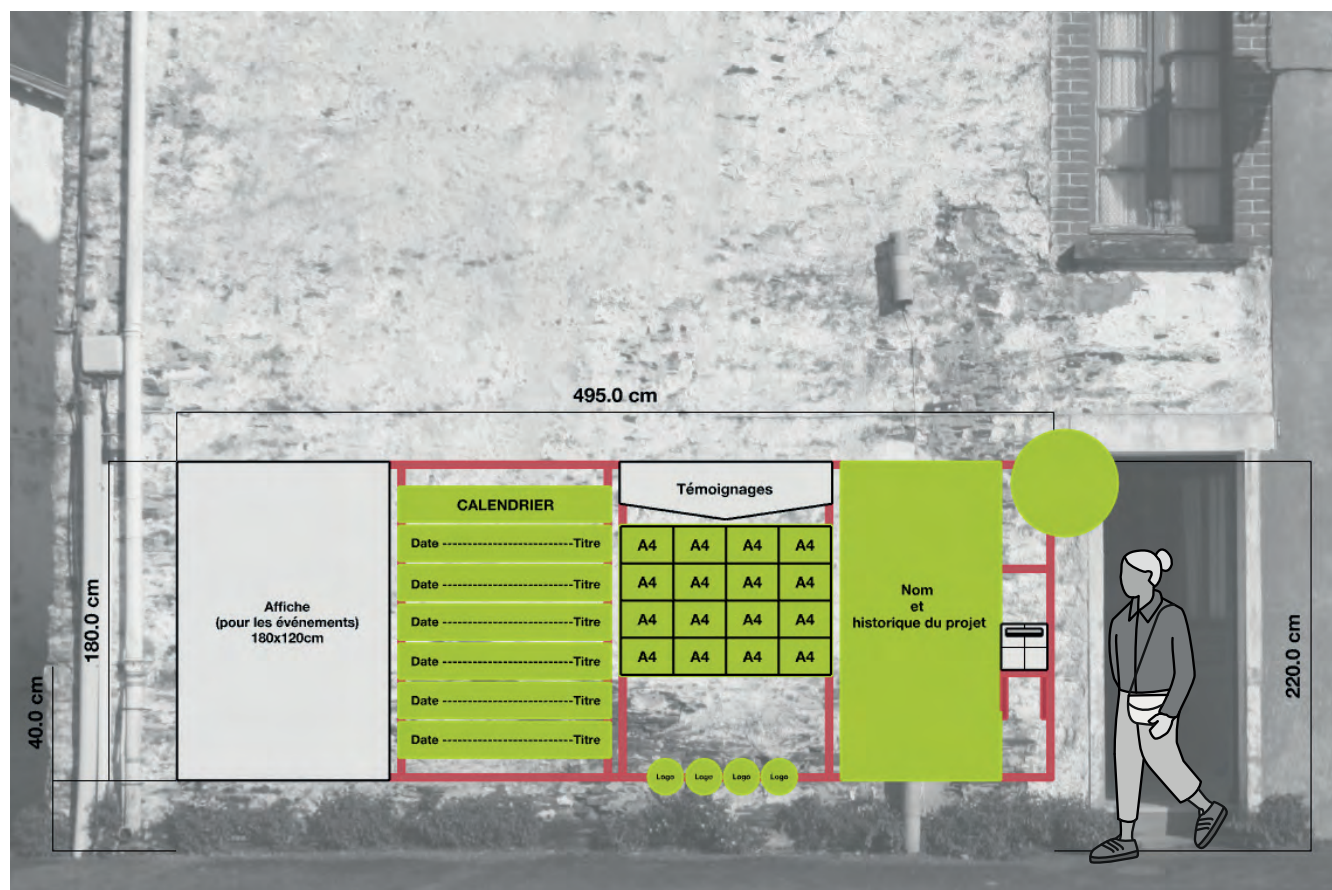 495.0 cm
180.0 cm
40.0 cm
220.0 cm
Affiche
(pour les événements)
180x120cm
CALENDRIER
Date ---------------------------Titre
Date ---------------------------Titre
Date ---------------------------Titre
Date ---------------------------Titre
Date ---------------------------Titre
Date ---------------------------Titre
Témoignages
A4 A4 A4 A4
A4 A4 A4 A4
A4 A4 A4 A4
A4 A4 A4 A4
Logo Logo Logo Logo
Nom
et
historique du projet